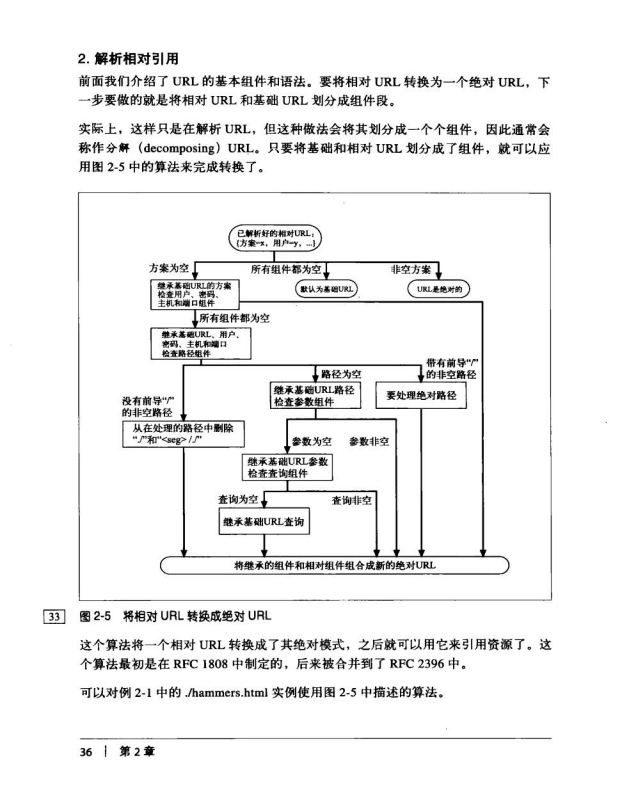 2. 解析相对引用
前面我们介绍了 URL 的基本组件和语法。要将相对 URL 转换为一个绝对 URL，下
一步要做的就是将相对 URL 和基础 URL 划分成组件段。
实际上，这样只是在解析 URL，但这种做法会将其划分成一个个组件，因此通常会
称作分解（decomposing）URL。只要将基础和相对 URL 划分成了组件，就可以应
用图 2-5 中的算法来完成转换了。
已解析好的相对URL：
{方案=x，用户=y，…}
方案为空
所有组件都为空
非空方案
继承基础URL的方案
检查用户、密码、
主机和端口组件
默认为基础URL
URL是绝对的
所有组件都为空
继承基础URL、用户、
密码、主机和端口
检查路径组件
带有前导“/”
的非空路径
路径为空
继承基础URL路径
检查参数组件
要处理绝对路径
没有前导“/”
的非空路径
从在处理的路径中删除
“./”和“<seg>/../”
参数为空
参数非空
继承基础URL参数
检查查询组件
查询为空
查询非空
继承基础URL查询
将继承的组件和相对组件组合成新的绝对URL
33 图 2-5 将相对 URL 转换成绝对 URL
这个算法将一个相对 URL 转换成了其绝对模式，之后就可以用它来引用资源了。这
个算法最初是在 RFC 1808 中制定的，后来被合并到了 RFC 2396 中。
可以对例 2-1 中的 ./hammers.html 实例使用图 2-5 中描述的算法。
36 | 第 2 章